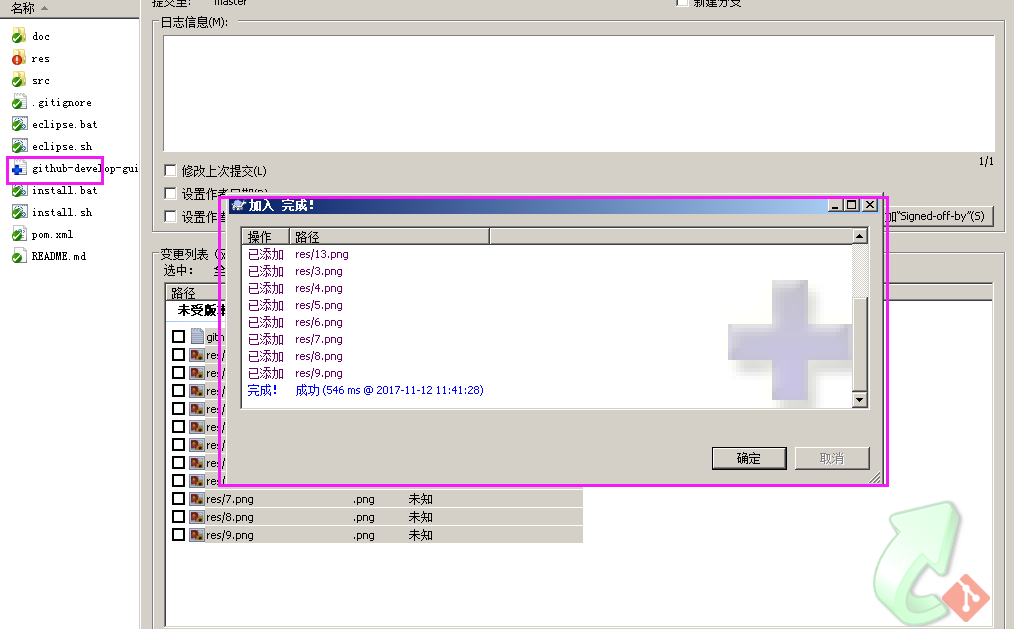 名称
doc
res
src
.gitignore
eclipse.bat
eclipse.sh
github-develop-gui
install.bat
install.sh
pom.xml
README.md
提交至: master
新建分支
日志信息(M):
1/1
修改上次提交(L)
设置作者日期(D)
设置作者
"Signed-off-by"(S)
变更列表
选中:
路径
未受版本
gith
res/
res/
res/
res/
res/
res/
res/
res/
res/7.png .png 未知
res/8.png .png 未知
res/9.png .png 未知
加入 完成!
操作 路径
已添加 res/13.png
已添加 res/3.png
已添加 res/4.png
已添加 res/5.png
已添加 res/6.png
已添加 res/7.png
已添加 res/8.png
已添加 res/9.png
完成! 成功 (546 ms @ 2017-11-12 11:41:28)
确定
取消